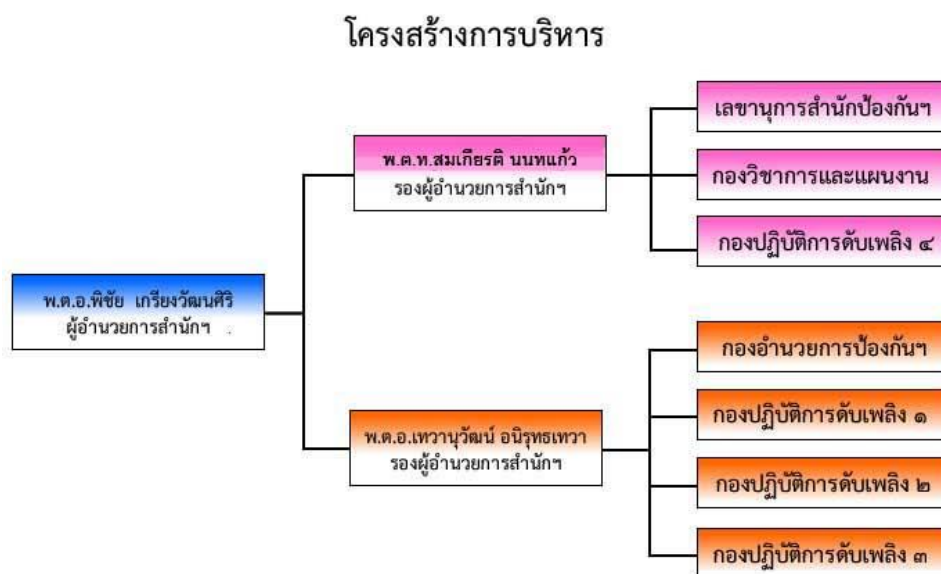 โครงสร้างการบริหาร
พ.ต.อ.พิชัย เกรียงวัฒนศิริ
ผู้อำนวยการสำนักฯ .
พ.ต.ท.สมเกียรติ นนทแก้ว
รองผู้อำนวยการสำนักฯ
เลขานุการสำนักป้องกันฯ
กองวิชาการและแผนงาน
กองปฏิบัติการดับเพลิง ๔
พ.ต.อ.เทวานุวัฒน์ อนิรุทธเทวา
รองผู้อำนวยการสำนักฯ
กองอำนวยการป้องกันฯ
กองปฏิบัติการดับเพลิง ๑
กองปฏิบัติการดับเพลิง ๒
กองปฏิบัติการดับเพลิง ๓